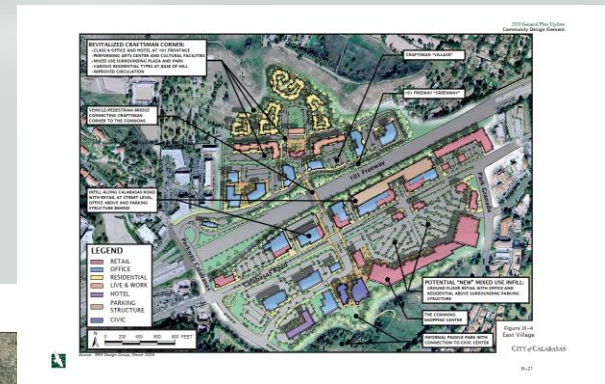 2030 General Plan Update
Community Design Element
REVITALIZED CRAFTSMAN CORNER:
-CLASS A OFFICE AND HOTEL AT 101 FRONTAGE
-PERFORMING ARTS CENTER AND CULTURAL FACILITIES
-MIXED USE SURROUNDING PLAZA AND PARK
-VARIOUS RESIDENTIAL TYPES AT BASE OF HILL
-IMPROVED CIRCULATION
CRAFTSMAN "VILLAGE"
101 FREEWAY "GREENWAY"
VEHICLE/PEDESTRIAN BRIDGE
CONNECTING CRAFTSMAN
CORNER TO THE COMMONS
101 Freeway
INFILL ALONG CALABASAS ROAD
WITH RETAIL AT STREET LEVEL,
OFFICE ABOVE AND PARKING
STRUCTURE BEHIND
Calabasas Road
LEGEND
RETAIL
OFFICE
RESIDENTIAL
LIVE & WORK
HOTEL
PARKING
STRUCTURE
CIVIC
POTENTIAL "NEW" MIXED USE INFILL:
GROUND FLOOR RETAIL WITH OFFICE AND
RESIDENTIAL ABOVE SURROUNDING PARKING
STRUCTURE
THE COMMONS
SHOPPING CENTER
INFORMAL PASSIVE PARK WITH
CONNECTION TO CIVIC CENTER
N
0 200 400 600 800 FEET
Figure IX-4
East Village
CITY of CALABASAS
IX-21